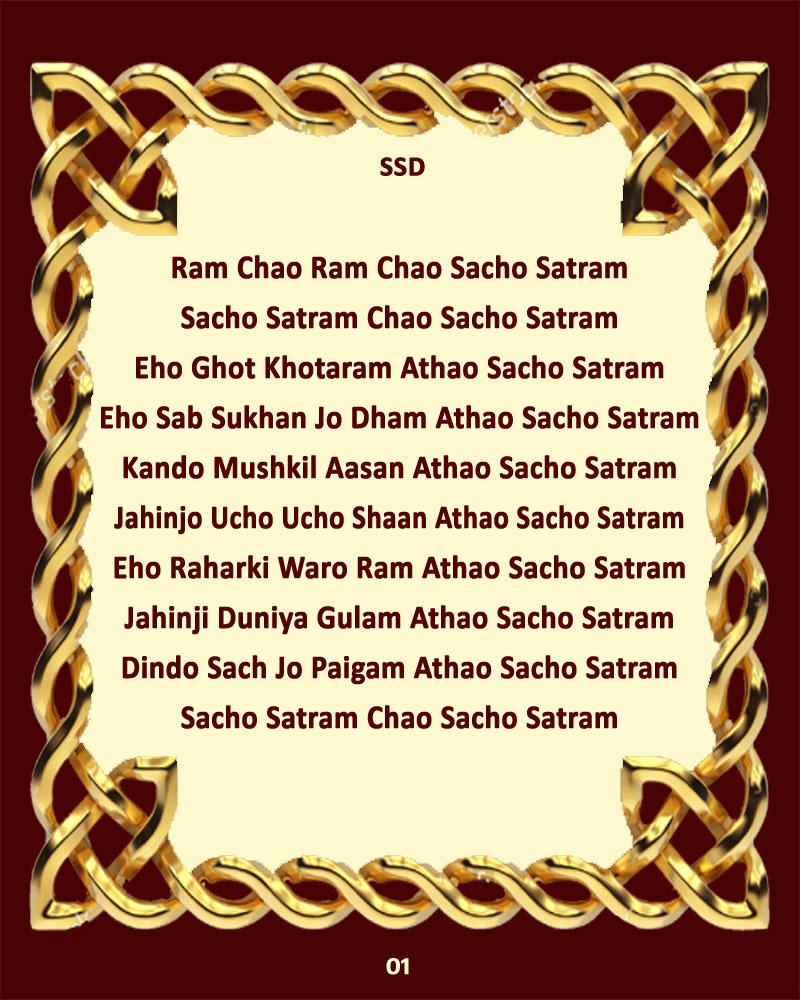 SSD
Ram Chao Ram Chao Sacho Satram
Sacho Satram Chao Sacho Satram
Eho Ghot Khotaram Athao Sacho Satram
Eho Sab Sukhan Jo Dham Athao Sacho Satram
Kando Mushkil Aasan Athao Sacho Satram
Jahinjo Ucho Ucho Shaan Athao Sacho Satram
Eho Raharki Waro Ram Athao Sacho Satram
Jahinji Duniya Gulam Athao Sacho Satram
Dindo Sach Jo Paigam Athao Sacho Satram
Sacho Satram Chao Sacho Satram
01